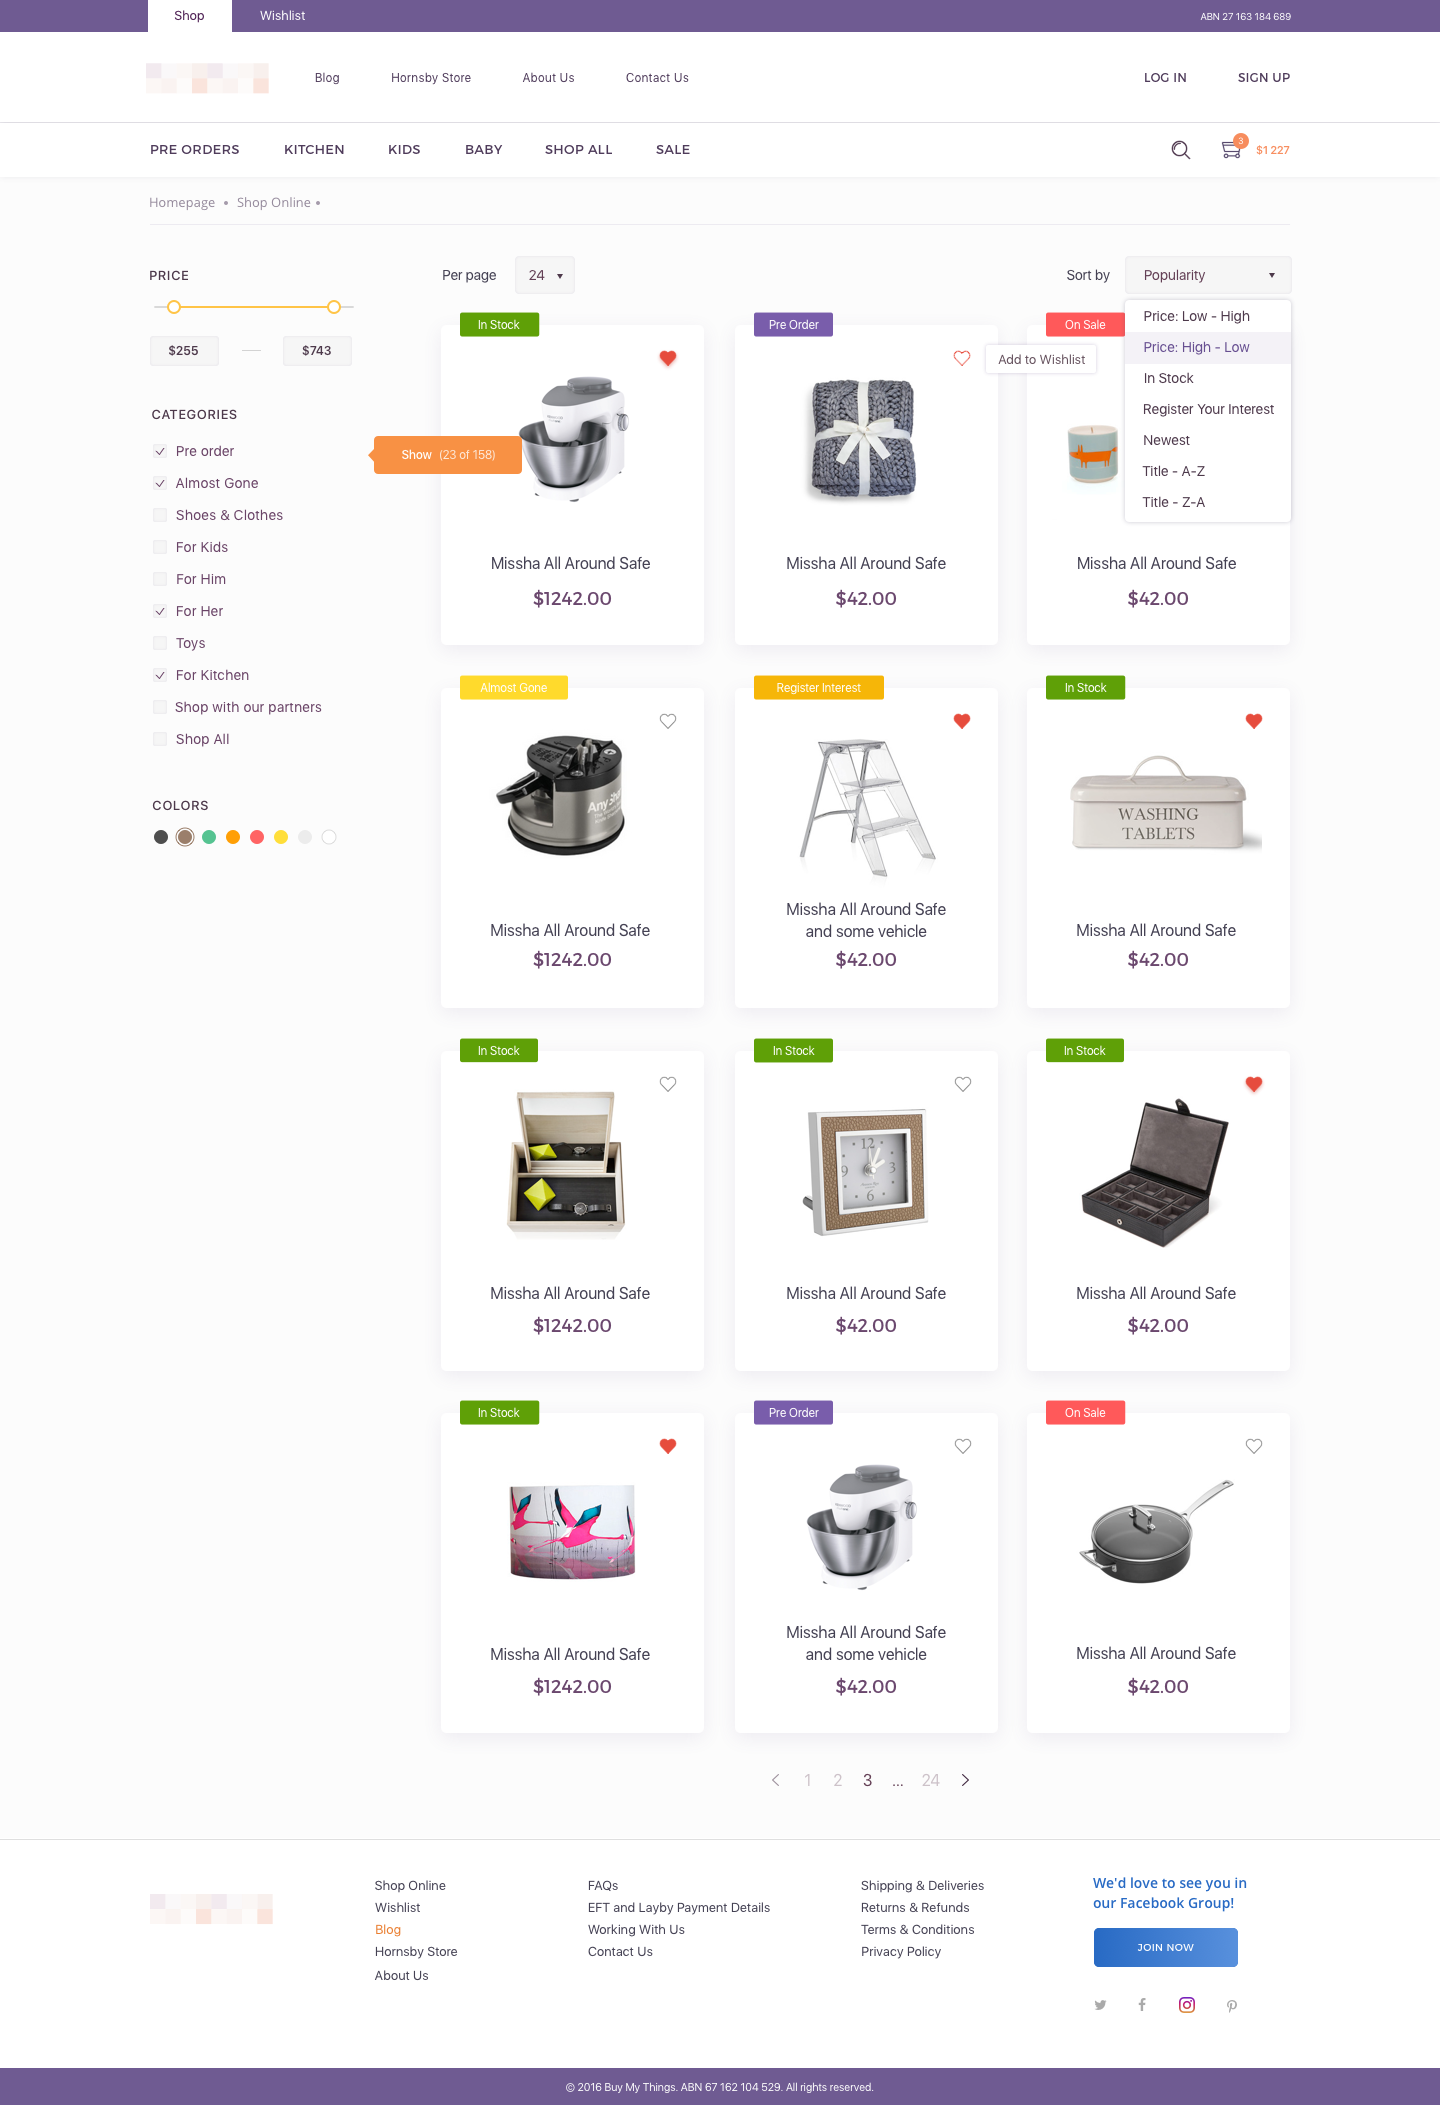 Shop Wishlist ABN 27 163 184 689
Blog Hornsby Store About Us Contact Us LOG IN SIGN UP
PRE ORDERS KITCHEN KIDS BABY SHOP ALL SALE 3 $1 227
Homepage • Shop Online •
PRICE
$255 — $743
CATEGORIES
Pre order
Almost Gone
Shoes & Clothes
For Kids
For Him
For Her
Toys
For Kitchen
Shop with our partners
Shop All
COLORS
Show (23 of 158)
Per page 24
Sort by Popularity
Price: Low - High
Price: High - Low
In Stock
Register Your Interest
Newest
Title - A-Z
Title - Z-A
In Stock
Missha All Around Safe
$1242.00
Pre Order
Add to Wishlist
Missha All Around Safe
$42.00
On Sale
Missha All Around Safe
$42.00
Almost Gone
Missha All Around Safe
$1242.00
Register Interest
Missha All Around Safe
and some vehicle
$42.00
In Stock
WASHING
TABLETS
Missha All Around Safe
$42.00
In Stock
Missha All Around Safe
$1242.00
In Stock
12
9 3
6
Missha All Around Safe
$42.00
In Stock
Missha All Around Safe
$42.00
In Stock
Missha All Around Safe
$1242.00
Pre Order
Missha All Around Safe
and some vehicle
$42.00
On Sale
Missha All Around Safe
$42.00
1 2 3 ... 24
Shop Online
Wishlist
Blog
Hornsby Store
About Us
FAQs
EFT and Layby Payment Details
Working With Us
Contact Us
Shipping & Deliveries
Returns & Refunds
Terms & Conditions
Privacy Policy
We'd love to see you in
our Facebook Group!
JOIN NOW
© 2016 Buy My Things. ABN 67 162 104 529. All rights reserved.